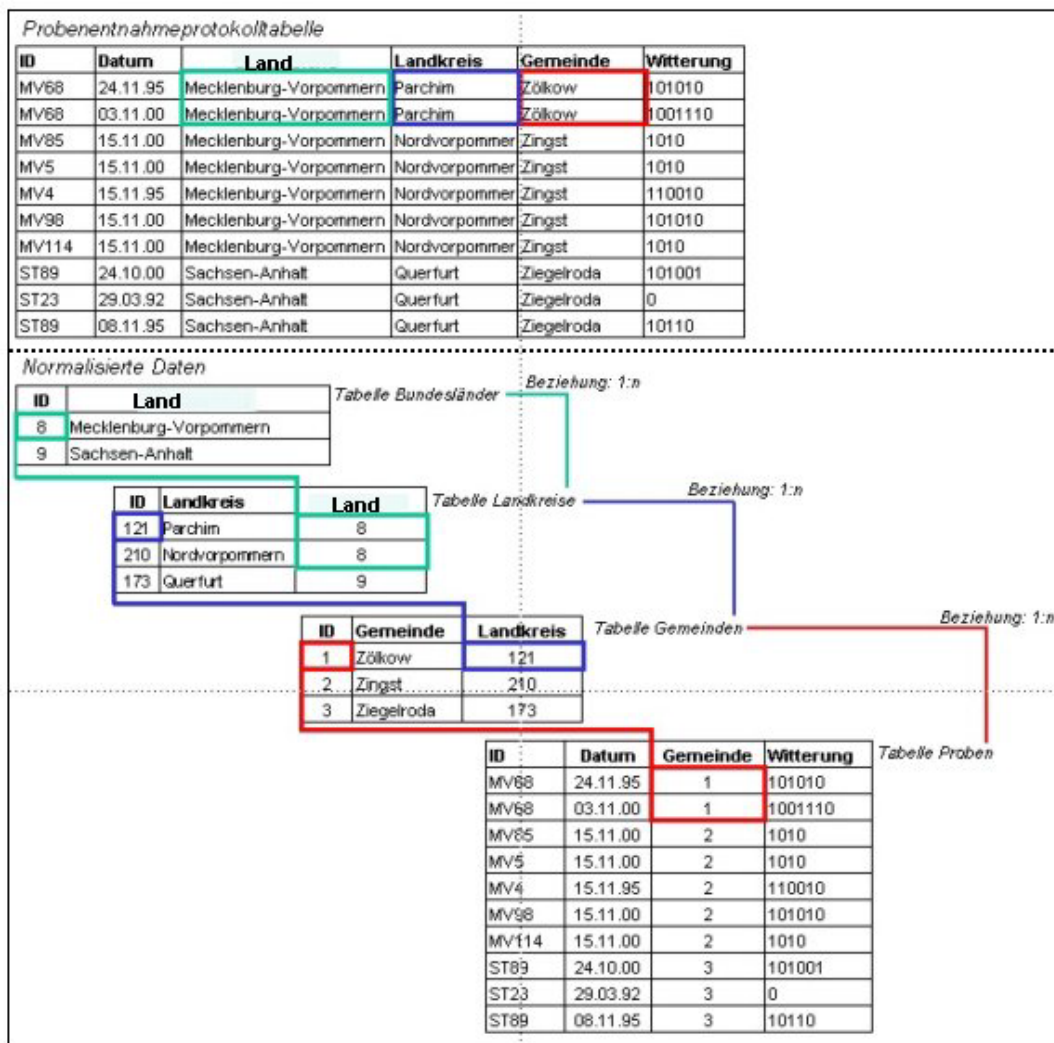 Probenentnahmeprotokolltabelle
ID Datum Land Landkreis Gemeinde Witterung
MV68 24.11.95 Mecklenburg-Vorpommern Parchim Zölkow 101010
MV68 03.11.00 Mecklenburg-Vorpommern Parchim Zölkow 1001110
MV85 15.11.00 Mecklenburg-Vorpommern Nordvorpommer Zingst 1010
MV5 15.11.00 Mecklenburg-Vorpommern Nordvorpommer Zingst 1010
MV4 15.11.95 Mecklenburg-Vorpommern Nordvorpommer Zingst 110010
MV98 15.11.00 Mecklenburg-Vorpommern Nordvorpommer Zingst 101010
MV114 15.11.00 Mecklenburg-Vorpommern Nordvorpommer Zingst 1010
ST89 24.10.00 Sachsen-Anhalt Querfurt Ziegelroda 101001
ST23 29.03.92 Sachsen-Anhalt Querfurt Ziegelroda 0
ST89 08.11.95 Sachsen-Anhalt Querfurt Ziegelroda 10110
Normalisierte Daten
ID Land
8 Mecklenburg-Vorpommern
9 Sachsen-Anhalt
Tabelle Bundesländer
Beziehung: 1:n
ID Landkreis Land
121 Parchim 8
210 Nordvorpommern 8
173 Querfurt 9
Tabelle Landkreise
Beziehung: 1:n
ID Gemeinde Landkreis
1 Zölkow 121
2 Zingst 210
3 Ziegelroda 173
Tabelle Gemeinden
Beziehung: 1:n
ID Datum Gemeinde Witterung
MV68 24.11.95 1 101010
MV68 03.11.00 1 1001110
MV85 15.11.00 2 1010
MV5 15.11.00 2 1010
MV4 15.11.95 2 110010
MV98 15.11.00 2 101010
MV114 15.11.00 2 1010
ST89 24.10.00 3 101001
ST23 29.03.92 3 0
ST89 08.11.95 3 10110
Tabelle Proben